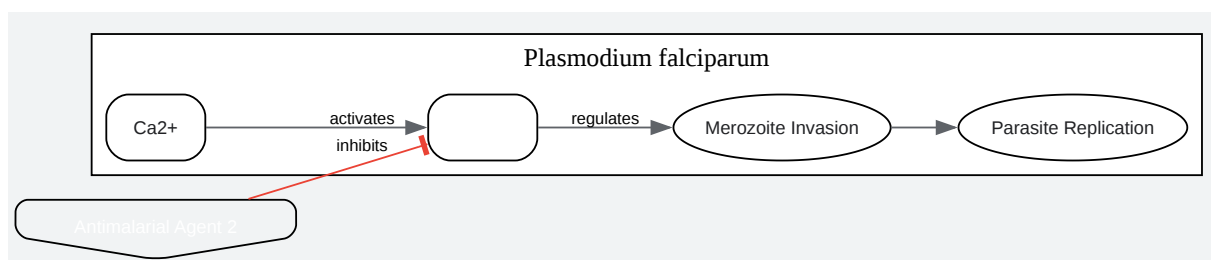 Plasmodium falciparum
Ca2+
activates
regulates
Merozoite Invasion
Parasite Replication
inhibits
Antimalarial Agent 2